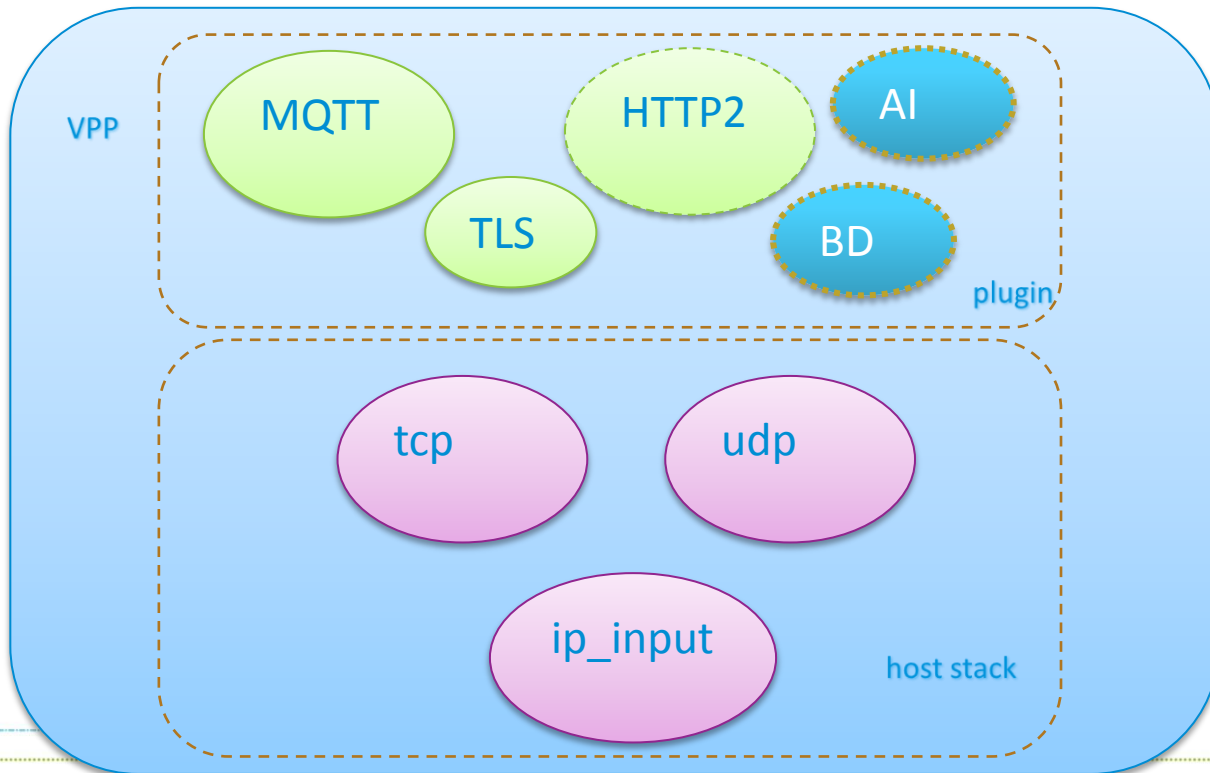 VPP
MQTT
HTTP2
AI
TLS
BD
plugin
tcp
udp
ip_input
host stack